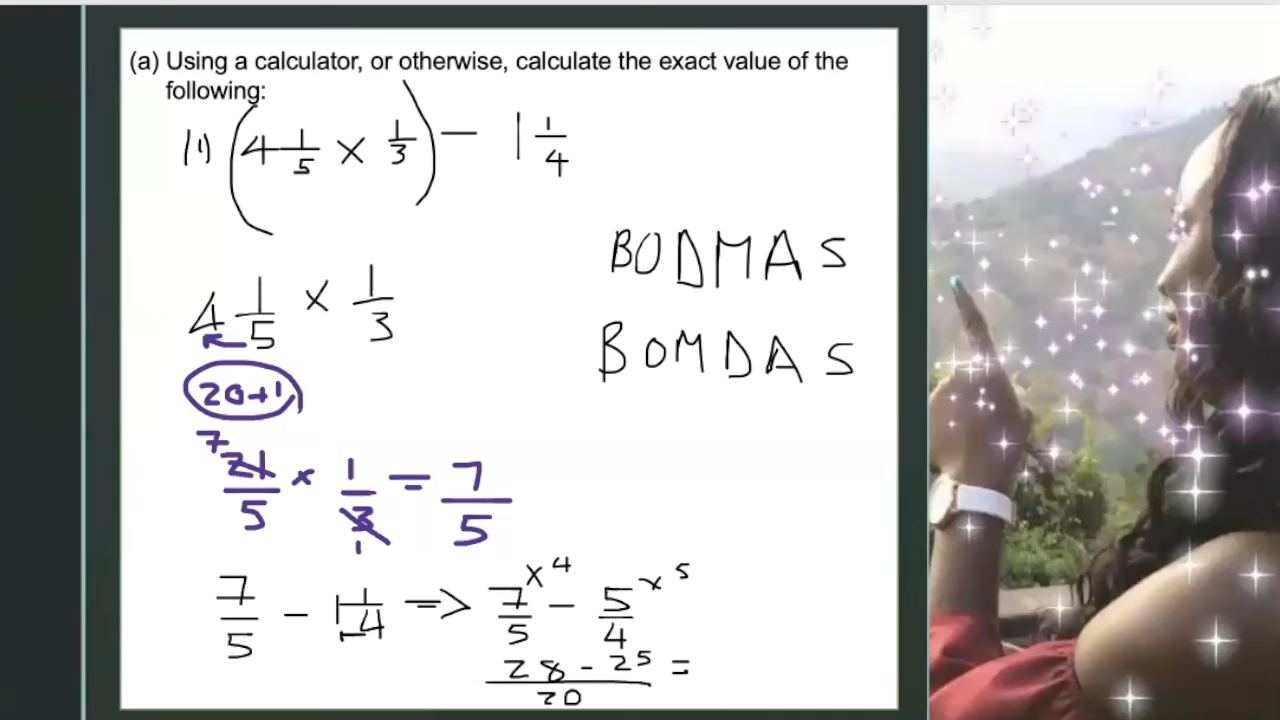 (a) Using a calculator, or otherwise, calculate the exact value of the
following:
(i) (4 1/5 × 1/3) − 1 1/4
BODMAS
4 1/5 × 1/3
BOMDAS
20+1
7
21/5 × 1/3 = 7/5
1
7/5 − 1 1/4 => 7/5 ×4 − 5/4 ×5
28 - 25 =
20